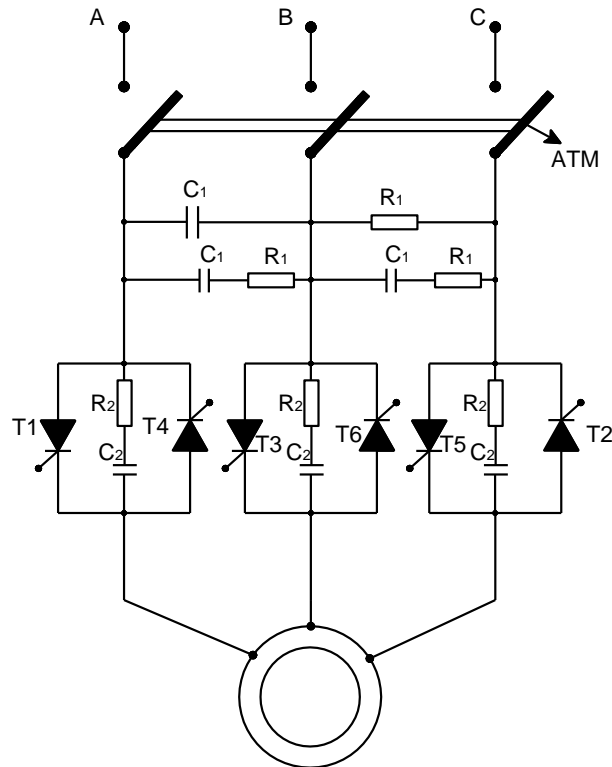 A B C
ATM
C1 R1
C1 R1 C1 R1
R2 R2 R2
T1 T4 T3 T6 T5 T2
C2 C2 C2